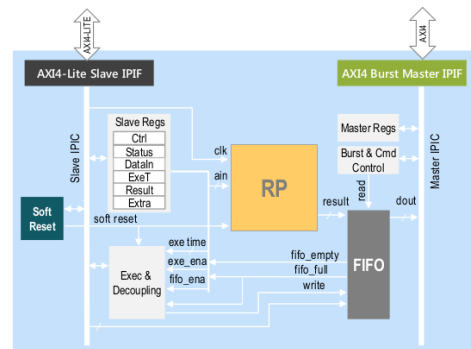 AXI4-LITE
AXI4
AXI4-Lite Slave IPIF
AXI4 Burst Master IPIF
Slave IPIC
Slave Regs
Ctrl
Status
DataIn
ExeT
Result
Extra
clk
ain
RP
Master Regs
Burst & Cmd
Control
Master IPIC
read
result
dout
Soft
Reset
soft reset
exe time
exe_ena
fifo_ena
fifo_empty
fifo_full
write
FIFO
Exec &
Decoupling